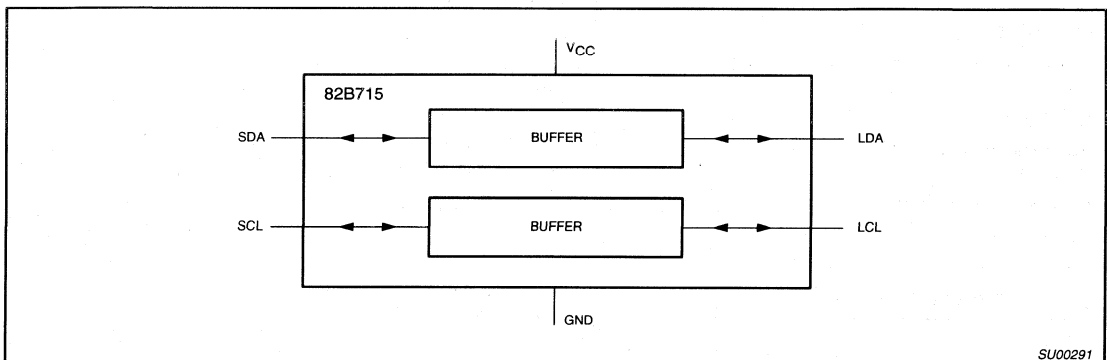 VCC
82B715
SDA BUFFER LDA
SCL BUFFER LCL
GND
SU00291